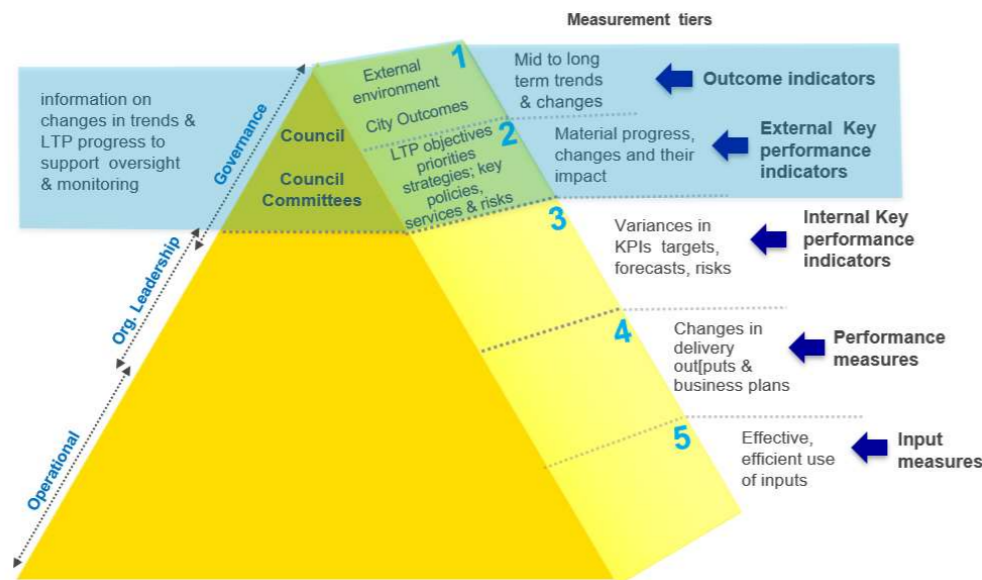 Measurement tiers
information on
changes in trends &
LTP progress to
support oversight
& monitoring
Governance
Org. Leadership
Operational
Council
Council
Committees
1
External
environment
City Outcomes
2
LTP objectives
priorities
strategies; key
policies,
services & risks
3
4
5
Mid to long
term trends
& changes
Outcome indicators
Material progress,
changes and their
impact
External Key
performance
indicators
Variances in
KPIs targets,
forecasts, risks
Internal Key
performance
indicators
Changes in
delivery
out[puts &
business plans
Performance
measures
Effective,
efficient use
of inputs
Input
measures